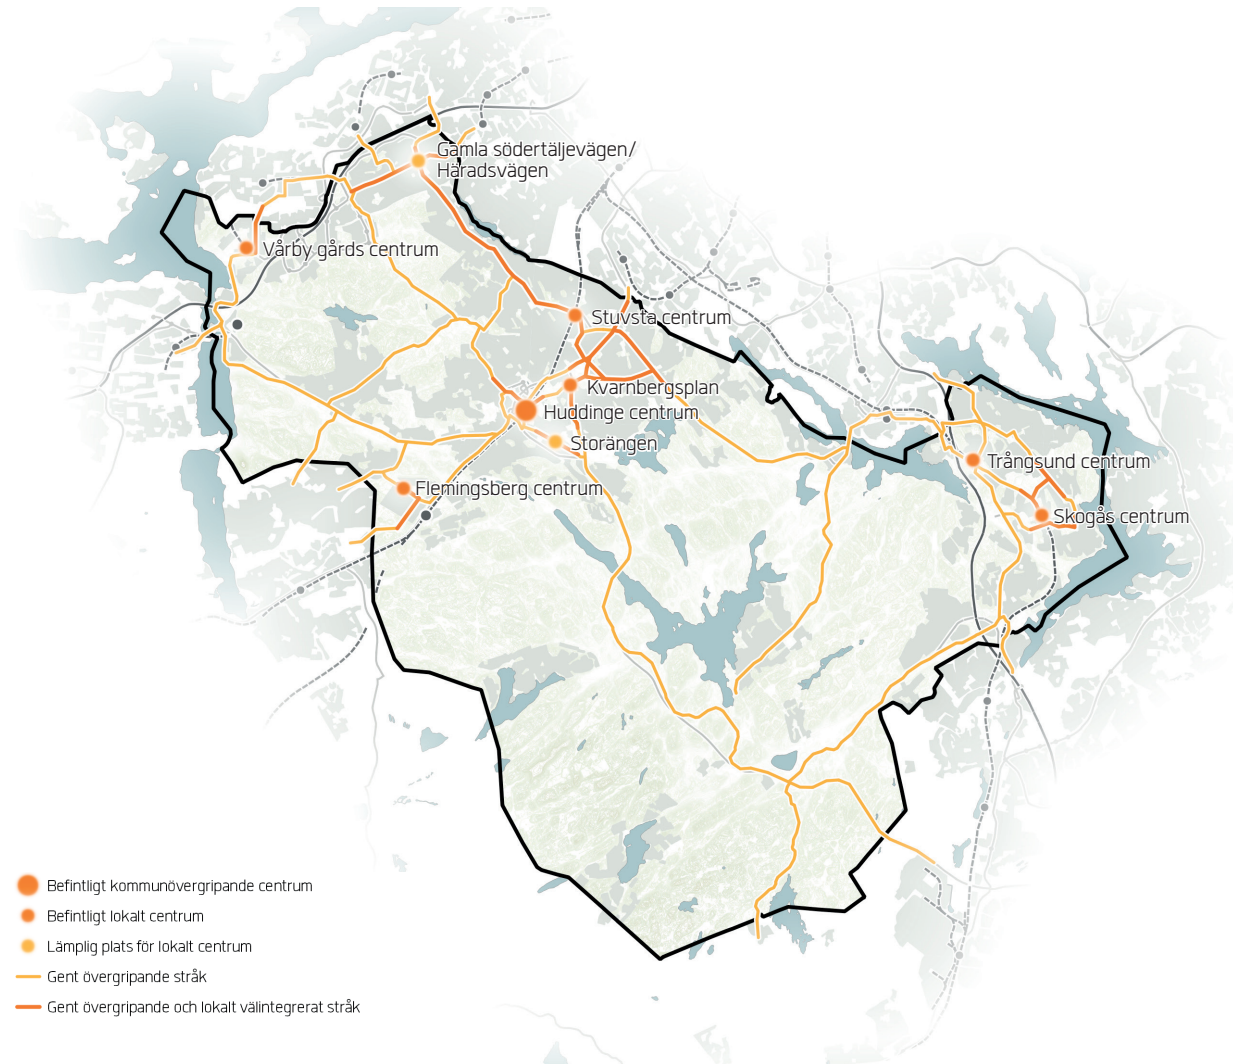 Gamla södertäljevägen/
Häradsvägen
Vårby gårds centrum
Stuvsta centrum
Kvarnbergsplan
Huddinge centrum
Storängen
Trångsund centrum
Flemingsberg centrum
Skogås centrum
Befintligt kommunövergripande centrum
Befintligt lokalt centrum
Lämplig plats för lokalt centrum
Gent övergripande stråk
Gent övergripande och lokalt välintegrerat stråk